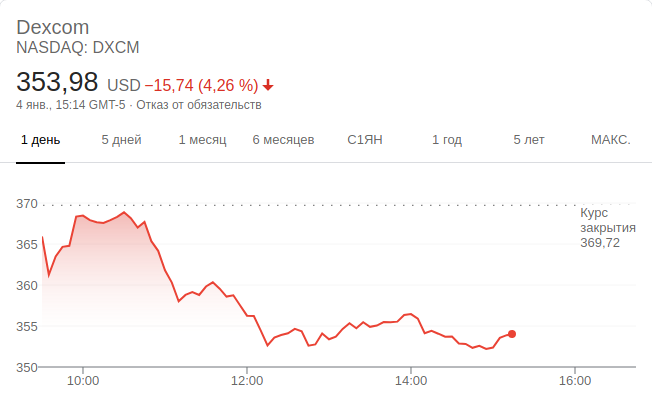 Dexcom
NASDAQ: DXCM
353,98 USD −15,74 (4,26 %)
4 янв., 15:14 GMT-5 · Отказ от обязательств
1 день 5 дней 1 месяц 6 месяцев С1ЯН 1 год 5 лет МАКС.
370
Курс
закрытия
369,72
365
360
355
350
10:00 12:00 14:00 16:00